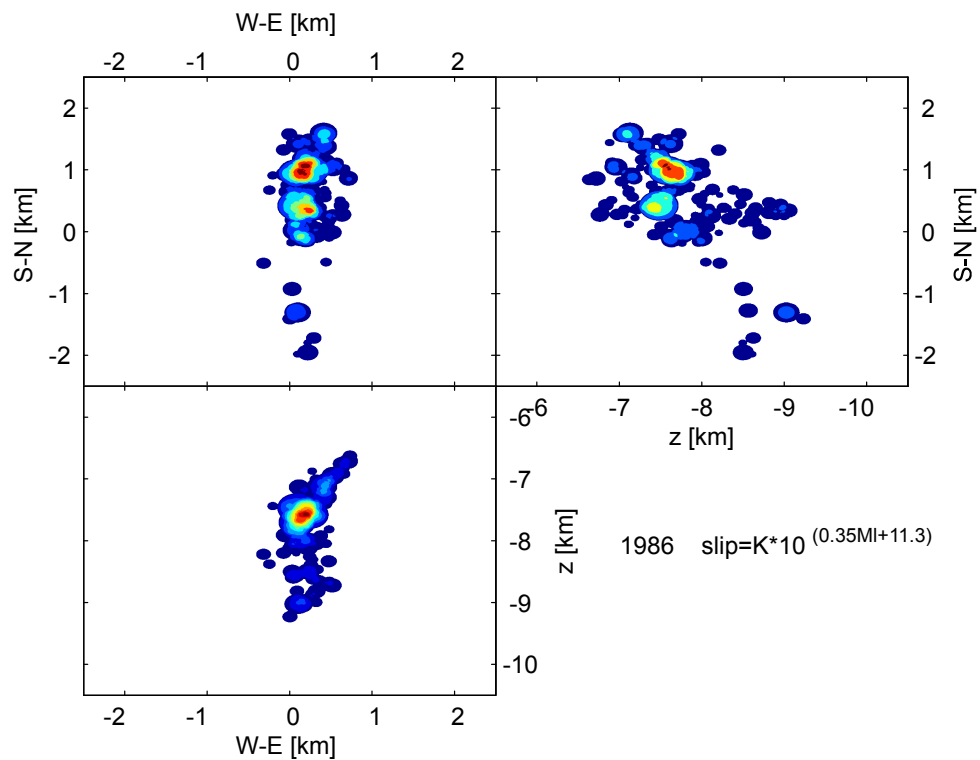 W-E [km]
-2 -1 0 1 2
2 2
1 1
S-N [km] 0 0 S-N [km]
-1 -1
-2 -2
-6 -7 -8 -9 -10
z [km]
-6
-7
-8
z [km]
1986 slip=K*10 (0.35Ml+11.3)
-9
-10
-2 -1 0 1 2
W-E [km]